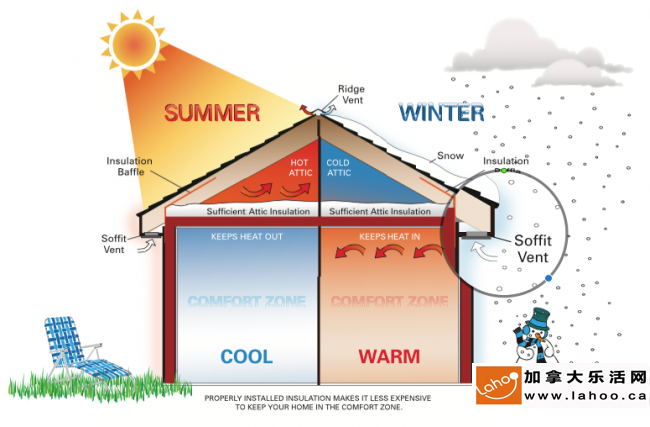 Ridge
Vent
SUMMER
WINTER
Snow
Insulation
Baffle
HOT
ATTIC
COLD
ATTIC
Insulation
Sufficient Attic Insulation
Sufficient Attic Insulation
Soffit
Vent
KEEPS HEAT OUT
KEEPS HEAT IN
Soffit
Vent
COMFORT ZONE
COMFORT ZONE
COOL
WARM
Lahoo
加拿大乐活网
www.lahoo.ca
PROPERLY INSTALLED INSULATION MAKES IT LESS EXPENSIVE
TO KEEP YOUR HOME IN THE COMFORT ZONE.